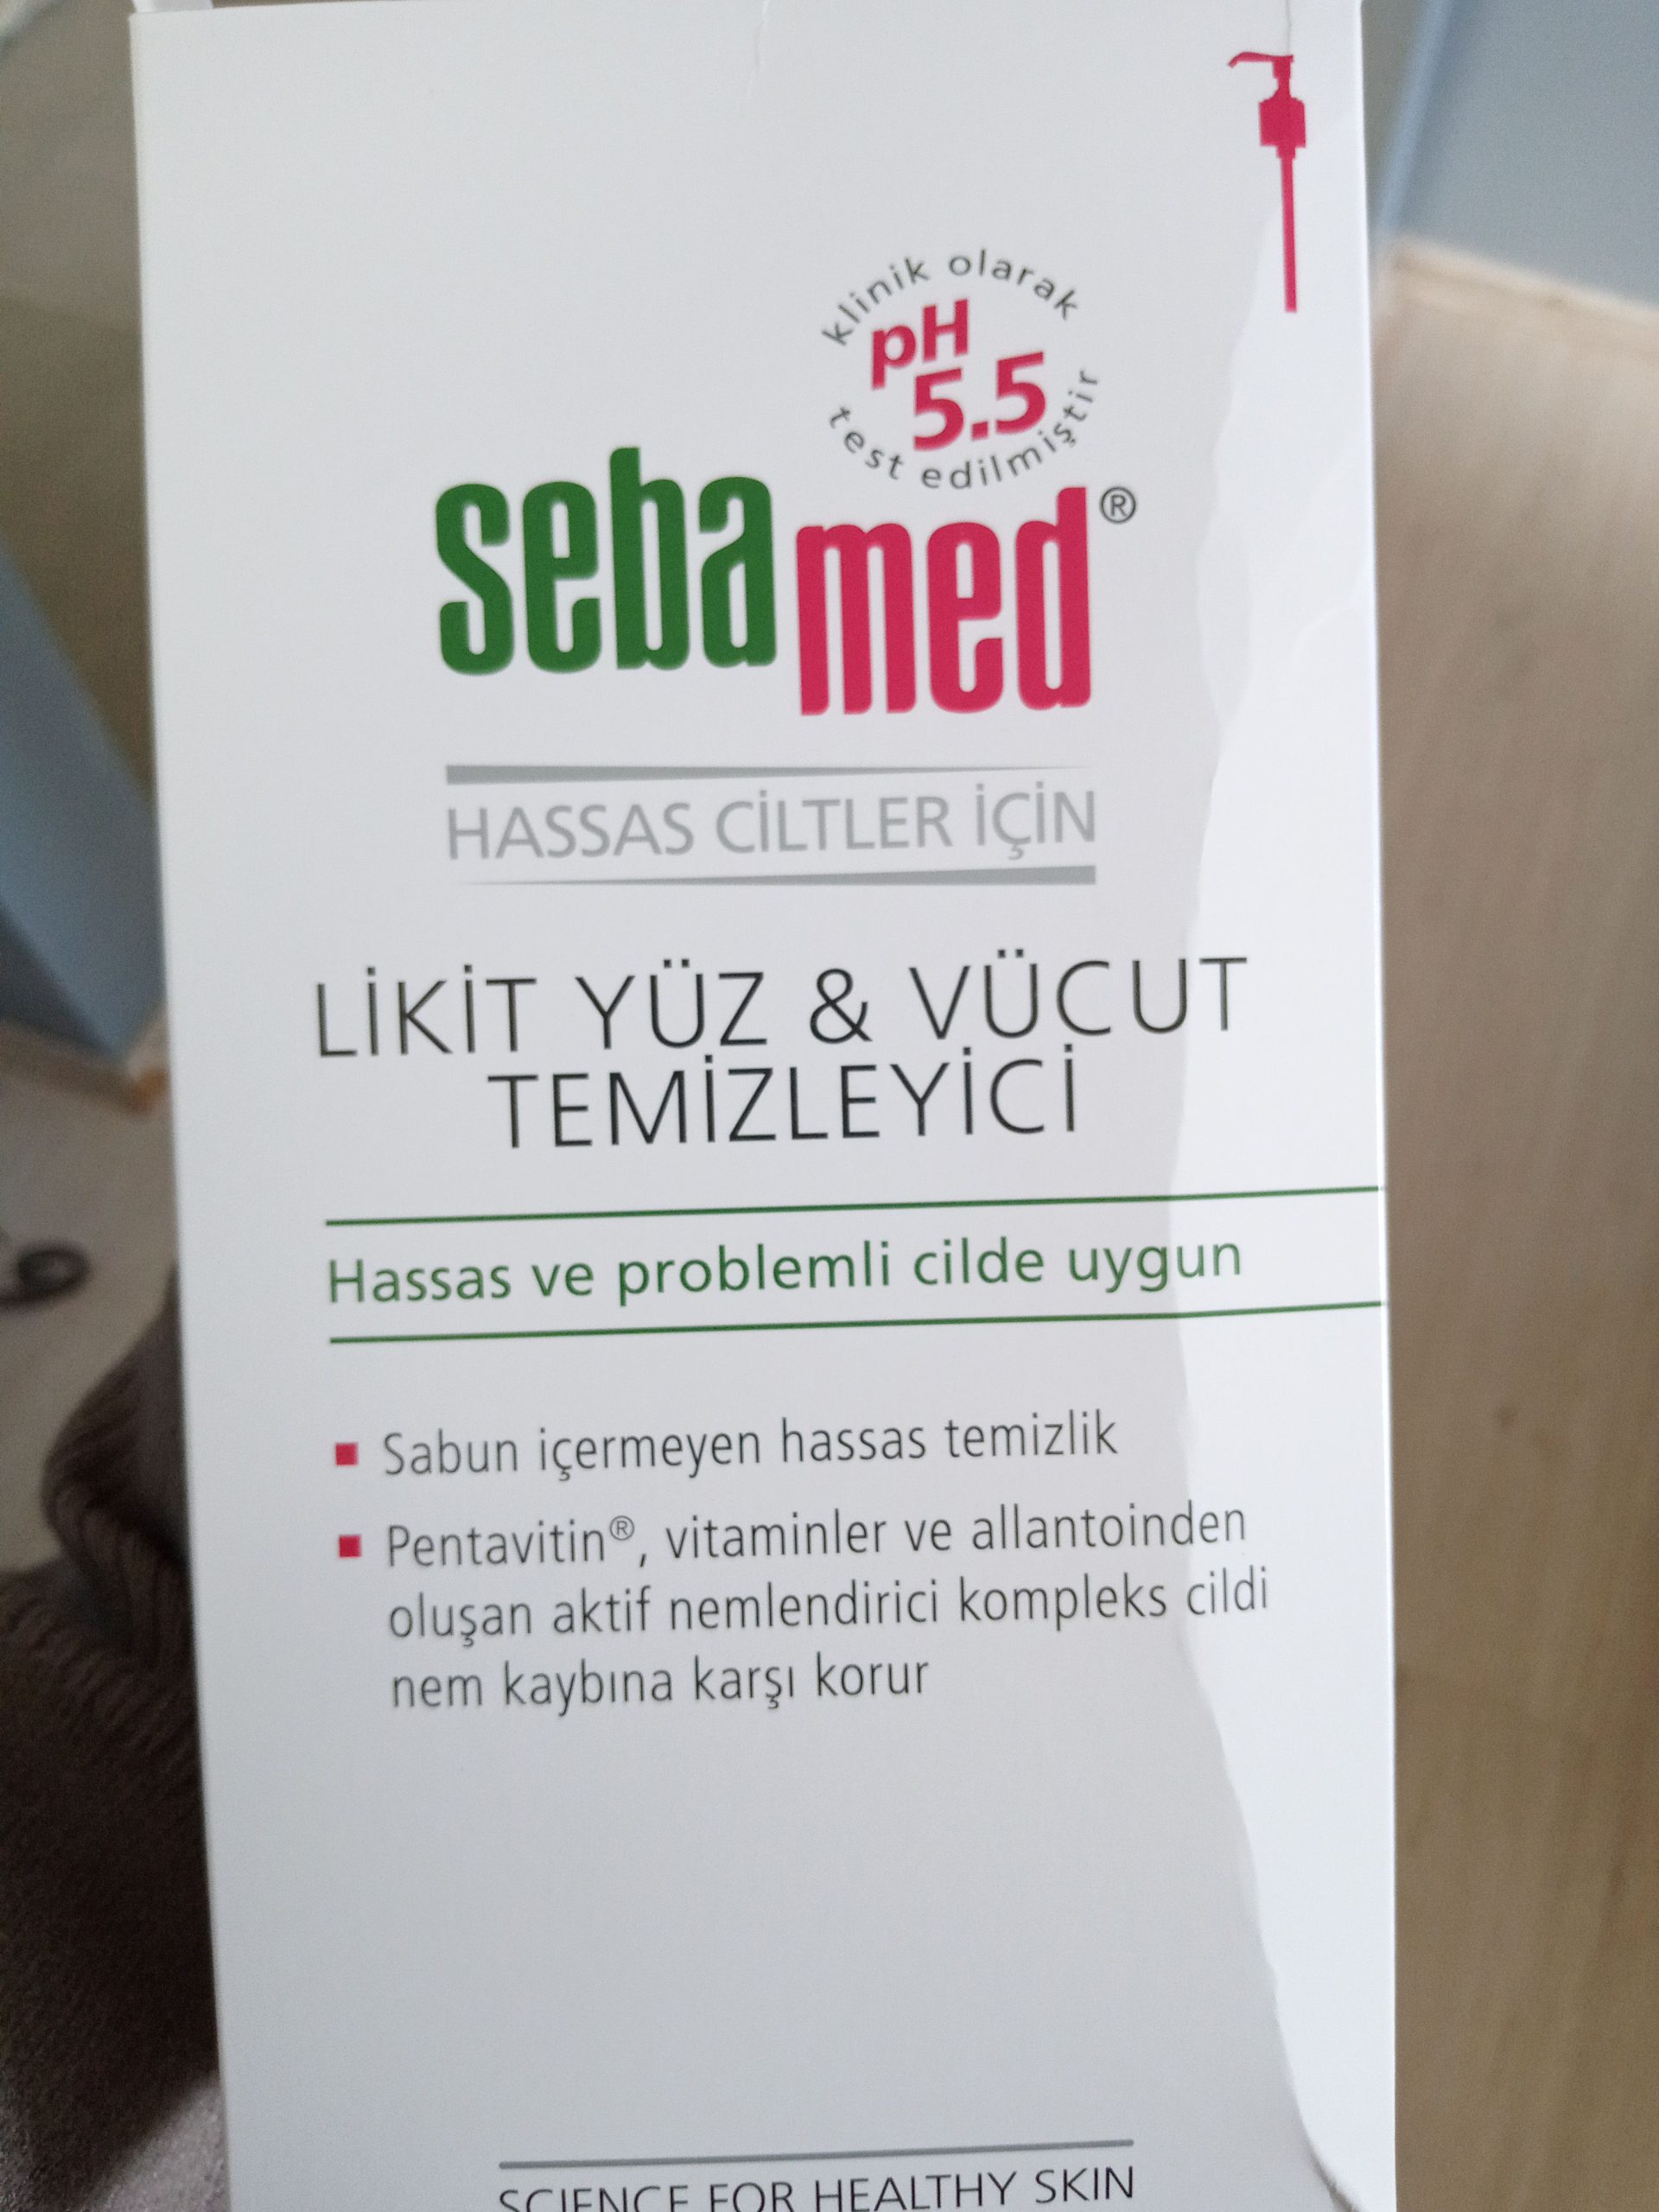 klinik olarak
pH
5.5
test edilmiştir
sebamed®
HASSAS CİLTLER İÇİN
LİKİT YÜZ & VÜCUT
TEMİZLEYİCİ
Hassas ve problemli cilde uygun
▪ Sabun içermeyen hassas temizlik
▪ Pentavitin®, vitaminler ve allantoinden
oluşan aktif nemlendirici kompleks cildi
nem kaybına karşı korur
SCIENCE FOR HEALTHY SKIN